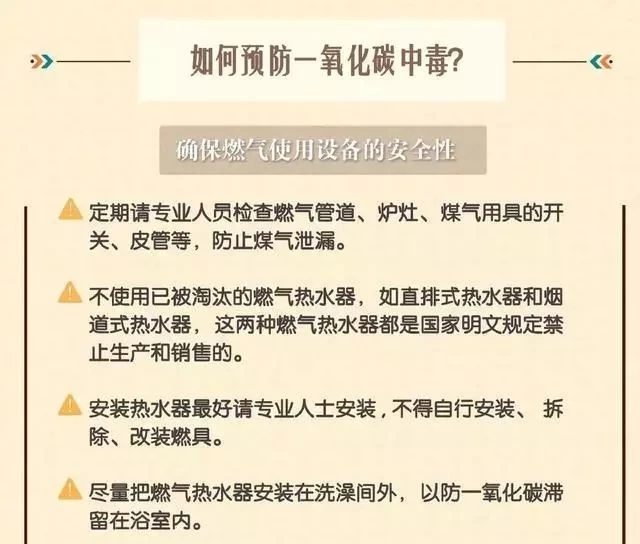 如何预防一氧化碳中毒?
确保燃气使用设备的安全性
定期请专业人员检查燃气管道、炉灶、煤气用具的开
关、皮管等，防止煤气泄漏。
不使用已被淘汰的燃气热水器，如直排式热水器和烟
道式热水器，这两种燃气热水器都是国家明文规定禁
止生产和销售的。
安装热水器最好请专业人士安装,不得自行安装、拆
除、改装燃具。
尽量把燃气热水器安装在洗澡间外，以防一氧化碳滞
留在浴室内。